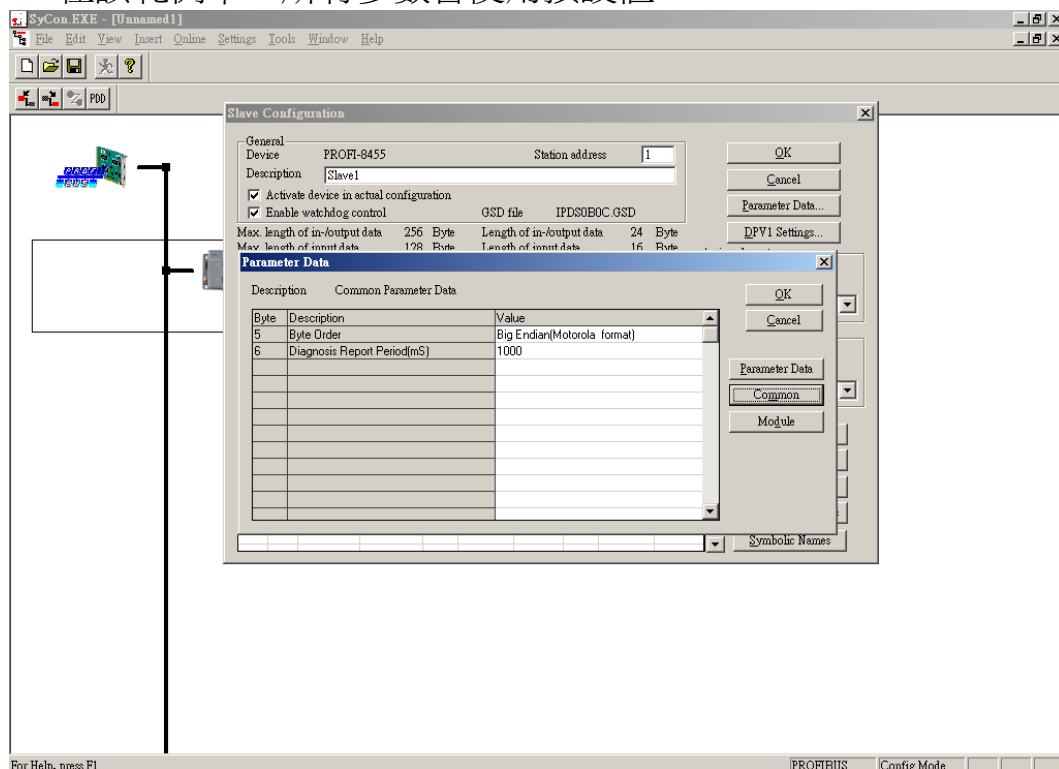 SyCon.EXE - [Unnamed1]
File Edit View Insert Online Settings Tools Window Help
PDD
Slave Configuration
General
Device PROFI-8455 Station address 1
Description Slave1
Activate device in actual configuration
Enable watchdog control GSD file IPDS0B0C.GSD
Max. length of in-/output data 256 Byte Length of in-/output data 24 Byte
Max. length of input data 128 Byte Length of input data 16 Byte
OK
Cancel
Parameter Data...
DPV1 Settings...
Parameter Data
Description Common Parameter Data
Byte Description Value
5 Byte Order Big Endian(Motorola format)
6 Diagnosis Report Period(mS) 1000
OK
Cancel
Parameter Data
Common
Module
Symbolic Names
For Help, press F1 PROFIBUS Config Mode